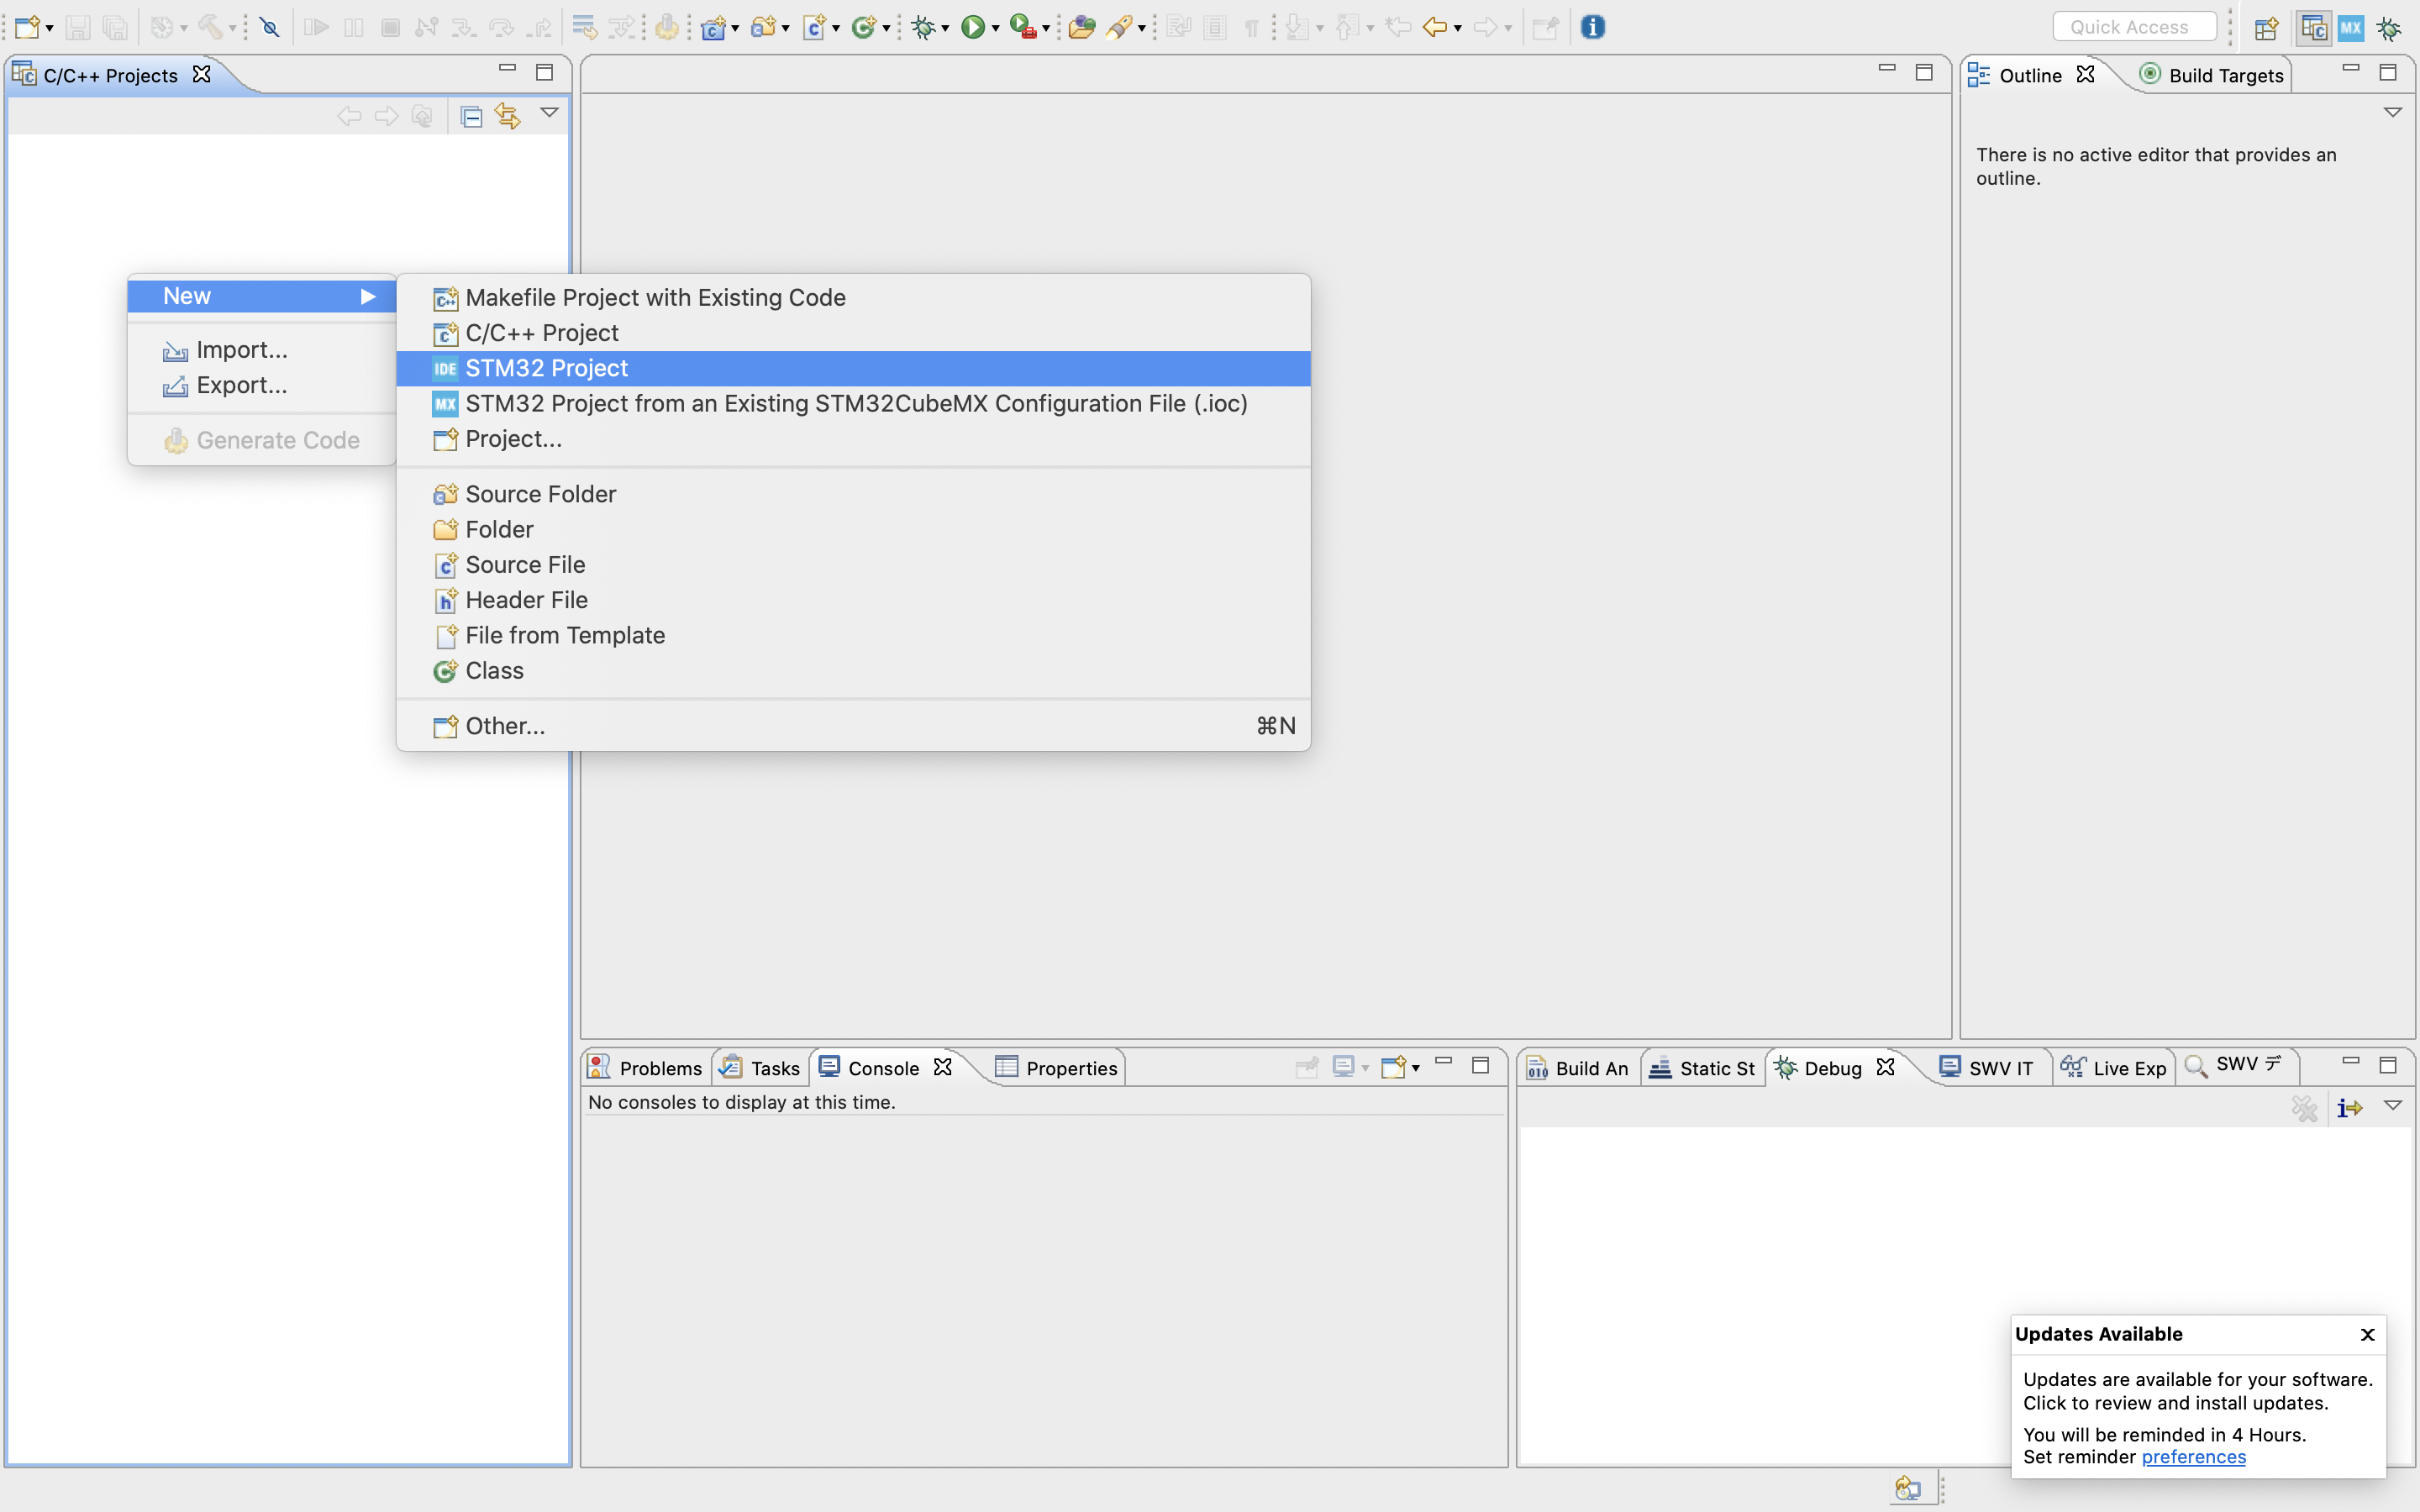 Quick Access
MX
C/C++ Projects
Outline
Build Targets
There is no active editor that provides an
outline.
New
Import...
Export...
Generate Code
Makefile Project with Existing Code
C/C++ Project
IDE STM32 Project
MX STM32 Project from an Existing STM32CubeMX Configuration File (.ioc)
Project...
Source Folder
Folder
Source File
Header File
File from Template
Class
Other... ⌘N
Problems
Tasks
Console
Properties
No consoles to display at this time.
Build An
Static St
Debug
SWV IT
Live Exp
SWV デ
Updates Available
Updates are available for your software.
Click to review and install updates.
You will be reminded in 4 Hours.
Set reminder preferences